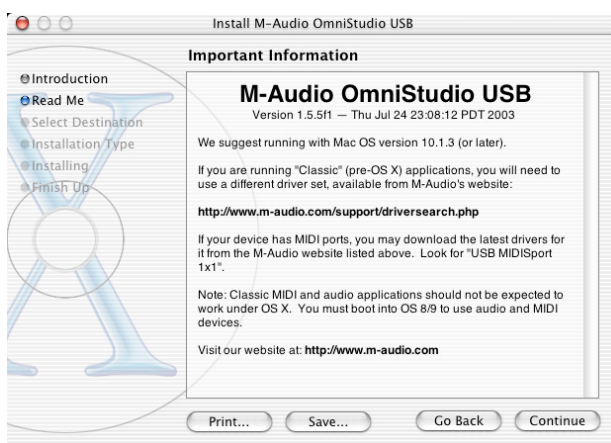 Install M-Audio OmniStudio USB
Important Information
Introduction
Read Me
Select Destination
Installation Type
Installing
Finish Up
M-Audio OmniStudio USB
Version 1.5.5f1 — Thu Jul 24 23:08:12 PDT 2003
We suggest running with Mac OS version 10.1.3 (or later).
If you are running "Classic" (pre-OS X) applications, you will need to
use a different driver set, available from M-Audio's website:
http://www.m-audio.com/support/driversearch.php
If your device has MIDI ports, you may download the latest drivers for
it from the M-Audio website listed above. Look for "USB MIDISport
1x1".
Note: Classic MIDI and audio applications should not be expected to
work under OS X. You must boot into OS 8/9 to use audio and MIDI
devices.
Visit our website at: http://www.m-audio.com
Print...
Save...
Go Back
Continue